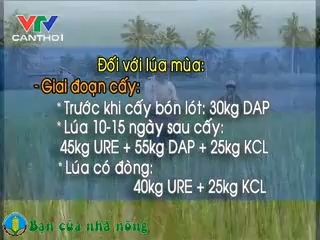 VTV
CANTHO1
Đối với lúa mùa:
- Giai đoạn cấy:
* Trước khi cấy bón lót: 30kg DAP
* Lúa 10-15 ngày sau cấy:
45kg URE + 55kg DAP + 25kg KCL
* Lúa có đòng:
40kg URE + 25kg KCL
Bạn của nhà nông